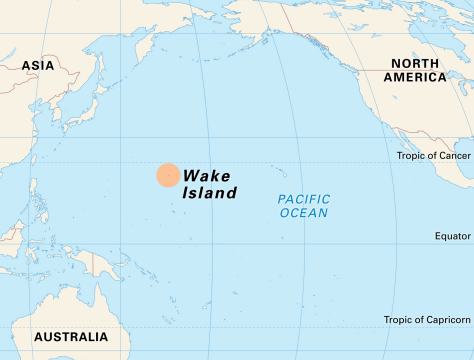 ASIA
NORTH
AMERICA
Tropic of Cancer
Wake
Island
PACIFIC
OCEAN
Equator
Tropic of Capricorn
AUSTRALIA